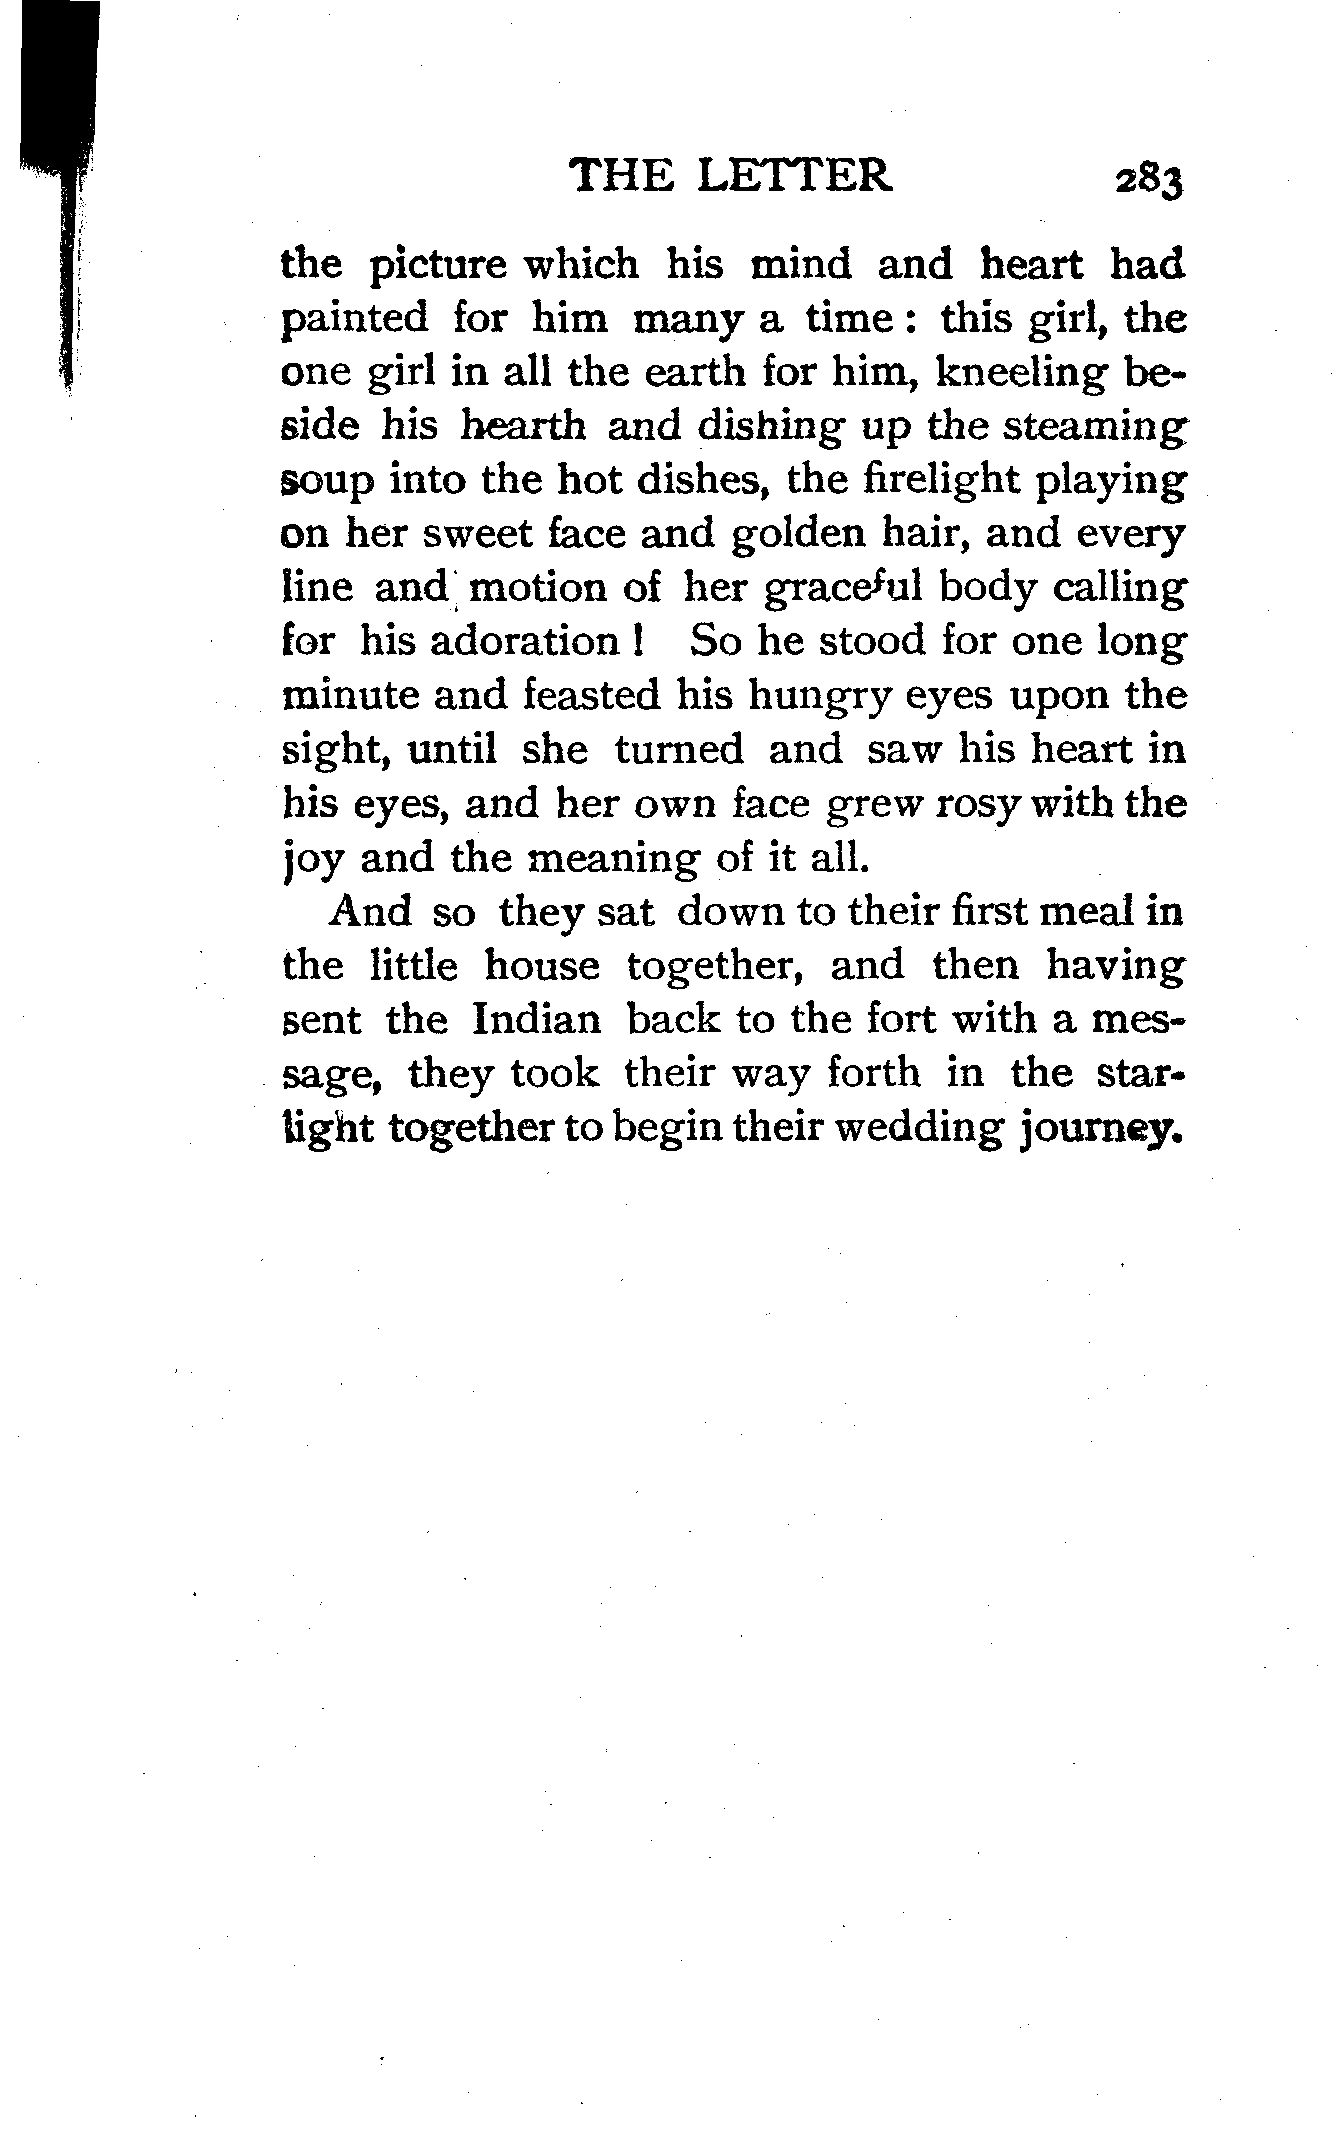 THE LETTER 283
the picture which his mind and heart had
painted for him many a time : this girl, the
one girl in all the earth for him, kneeling be-
side his hearth and dishing up the steaming
soup into the hot dishes, the firelight playing
on her sweet face and golden hair, and every
line and motion of her graceful body calling
for his adoration ! So he stood for one long
minute and feasted his hungry eyes upon the
sight, until she turned and saw his heart in
his eyes, and her own face grew rosy with the
joy and the meaning of it all.
And so they sat down to their first meal in
the little house together, and then having
sent the Indian back to the fort with a mes-
sage, they took their way forth in the star-
light together to begin their wedding journey.